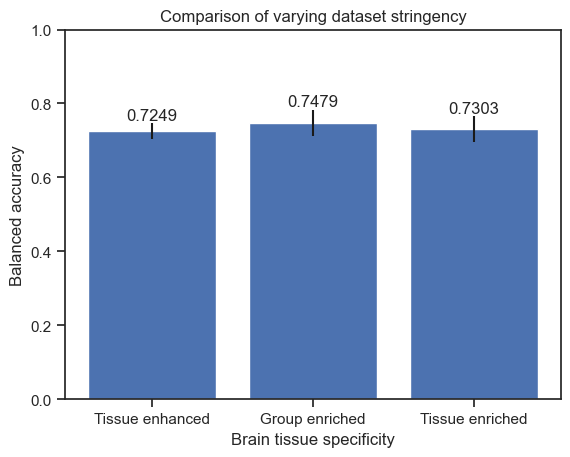 Comparison of varying dataset stringency
1.0
0.8
0.6
0.4
0.2
0.0
Balanced accuracy
0.7249
0.7479
0.7303
Tissue enhanced
Group enriched
Tissue enriched
Brain tissue specificity